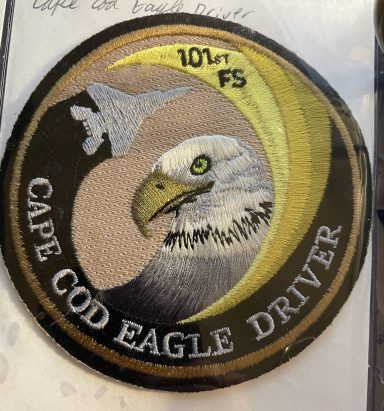 Cape Cod Eagle Driver
101ST
FS
CAPE COD EAGLE DRIVER